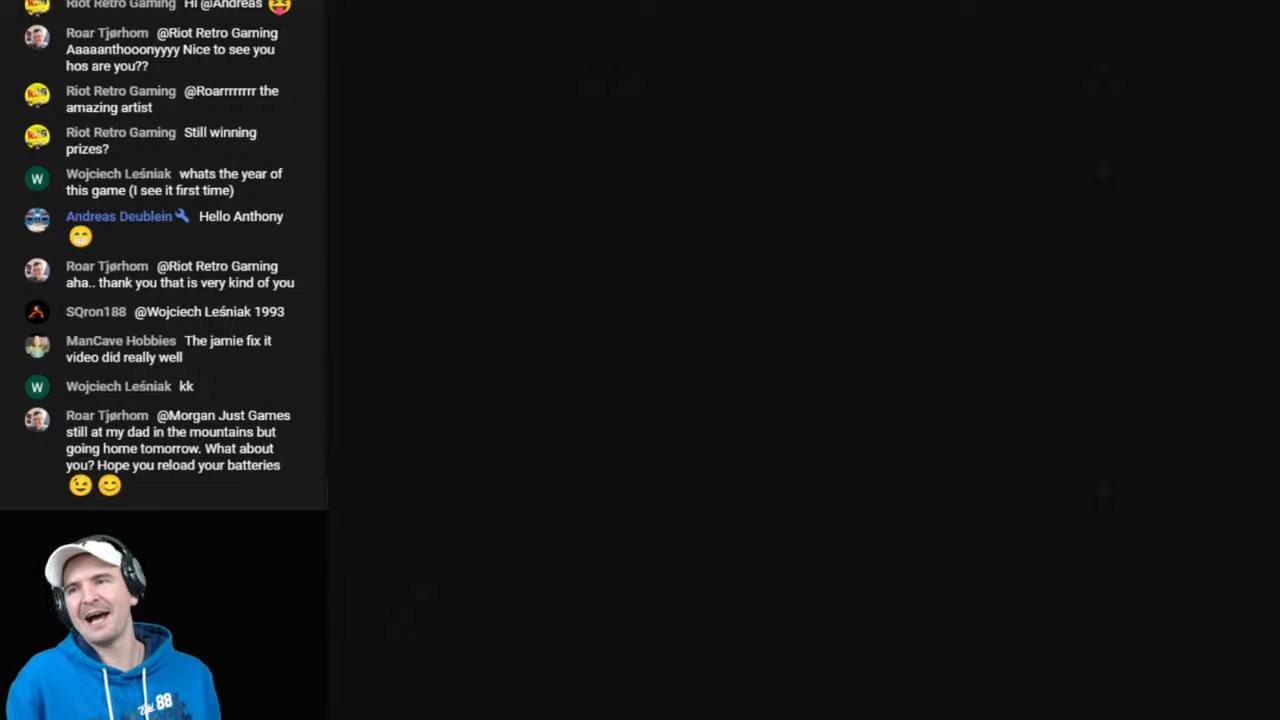 Riot Retro Gaming Hi @Andreas 😝
Roar Tjørhom @Riot Retro Gaming
Aaaaanthooonyyyy Nice to see you
hos are you??
Riot Retro Gaming @Roarrrrrrrr the
amazing artist
Riot Retro Gaming Still winning
prizes?
W Wojciech Leśniak whats the year of
this game (I see it first time)
Andreas Deublein Hello Anthony
😁
Roar Tjørhom @Riot Retro Gaming
aha.. thank you that is very kind of you
SQron188 @Wojciech Leśniak 1993
ManCave Hobbies The jamie fix it
video did really well
W Wojciech Leśniak kk
Roar Tjørhom @Morgan Just Games
still at my dad in the mountains but
going home tomorrow. What about
you? Hope you reload your batteries
😉 😊
88